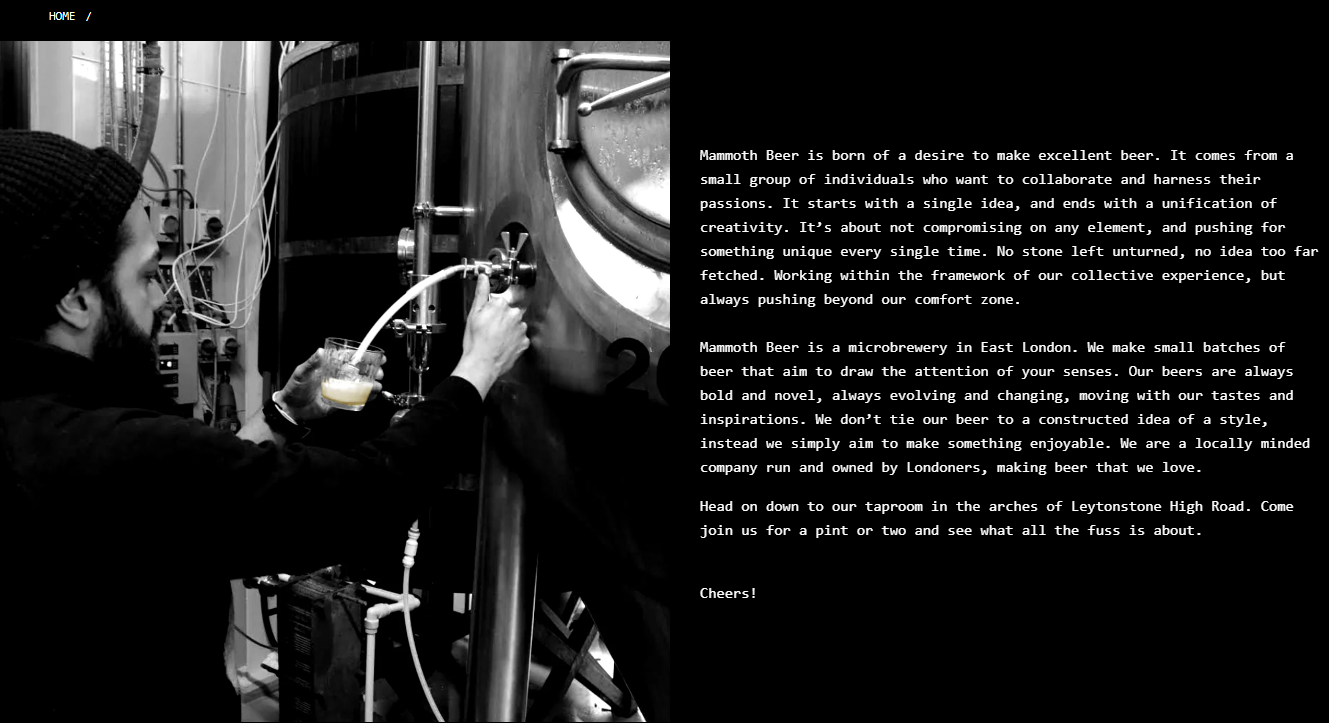 HOME /
Mammoth Beer is born of a desire to make excellent beer. It comes from a
small group of individuals who want to collaborate and harness their
passions. It starts with a single idea, and ends with a unification of
creativity. It’s about not compromising on any element, and pushing for
something unique every single time. No stone left unturned, no idea too far
fetched. Working within the framework of our collective experience, but
always pushing beyond our comfort zone.
Mammoth Beer is a microbrewery in East London. We make small batches of
beer that aim to draw the attention of your senses. Our beers are always
bold and novel, always evolving and changing, moving with our tastes and
inspirations. We don’t tie our beer to a constructed idea of a style,
instead we simply aim to make something enjoyable. We are a locally minded
company run and owned by Londoners, making beer that we love.
Head on down to our taproom in the arches of Leytonstone High Road. Come
join us for a pint or two and see what all the fuss is about.
Cheers!